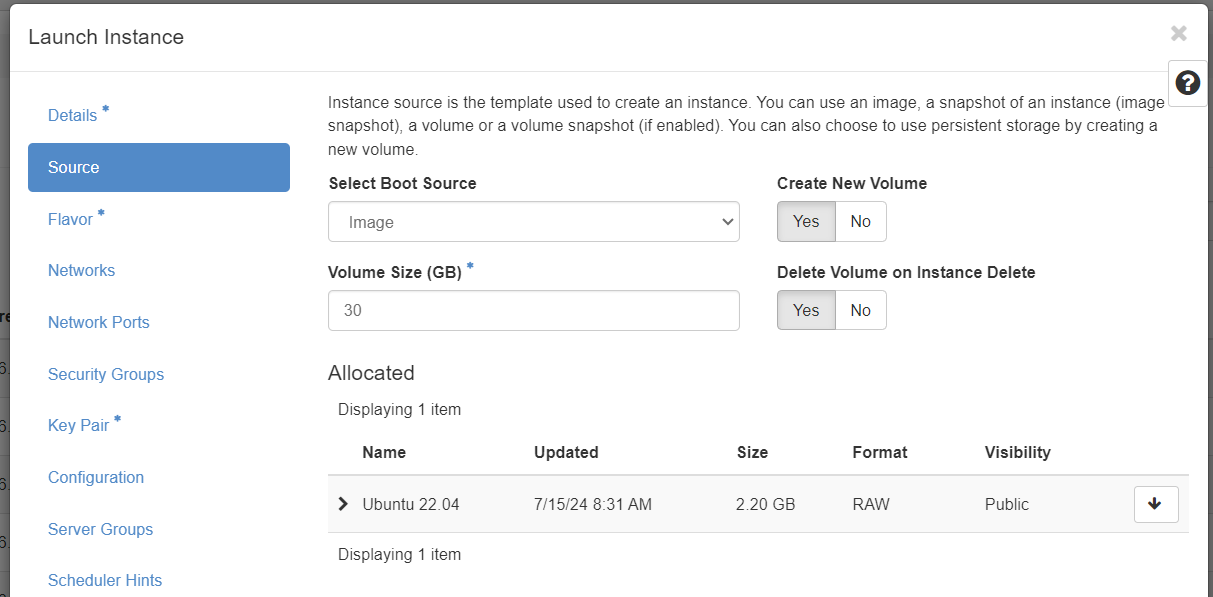 Launch Instance
×
Details *
Source
Flavor *
Networks
Network Ports
Security Groups
Key Pair *
Configuration
Server Groups
Scheduler Hints
?
Instance source is the template used to create an instance. You can use an image, a snapshot of an instance (image
snapshot), a volume or a volume snapshot (if enabled). You can also choose to use persistent storage by creating a
new volume.
Select Boot Source
Image
Create New Volume
Yes No
Volume Size (GB) *
30
Delete Volume on Instance Delete
Yes No
Allocated
Displaying 1 item
Name Updated Size Format Visibility
Ubuntu 22.04 7/15/24 8:31 AM 2.20 GB RAW Public
Displaying 1 item